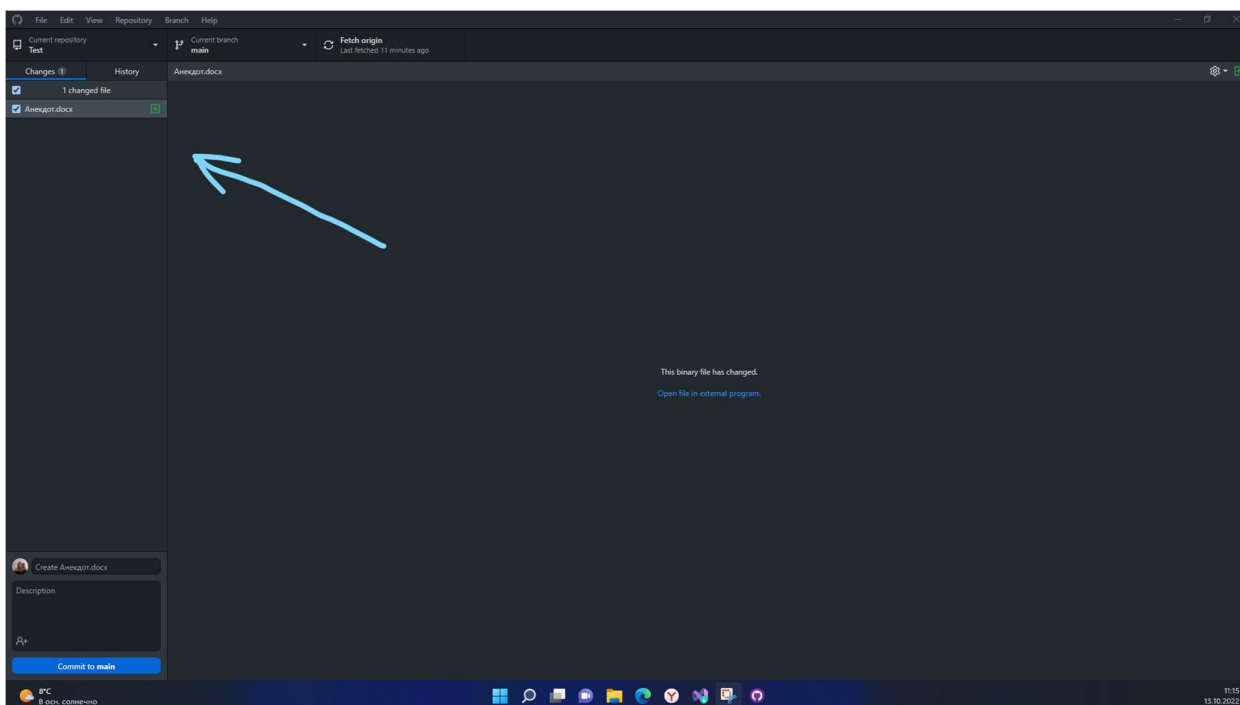 File Edit View Repository Branch Help
Current repository
Test
Current branch
main
Fetch origin
Last fetched 11 minutes ago
Changes 1
History
Анекдот.docx
1 changed file
Анекдот.docx
This binary file has changed.
Open file in external program.
Create Анекдот.docx
Description
Commit to main
8°C
В осн. солнечно
11:15
13.10.2022